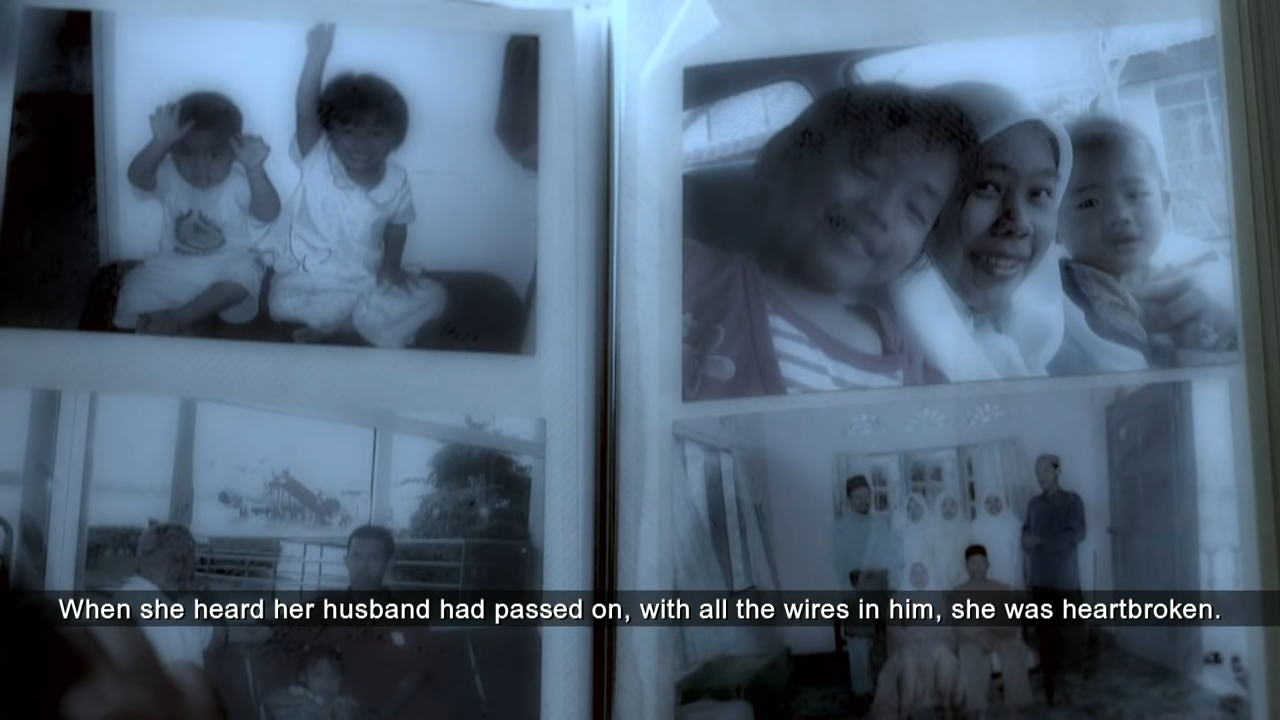 When she heard her husband had passed on, with all the wires in him, she was heartbroken.